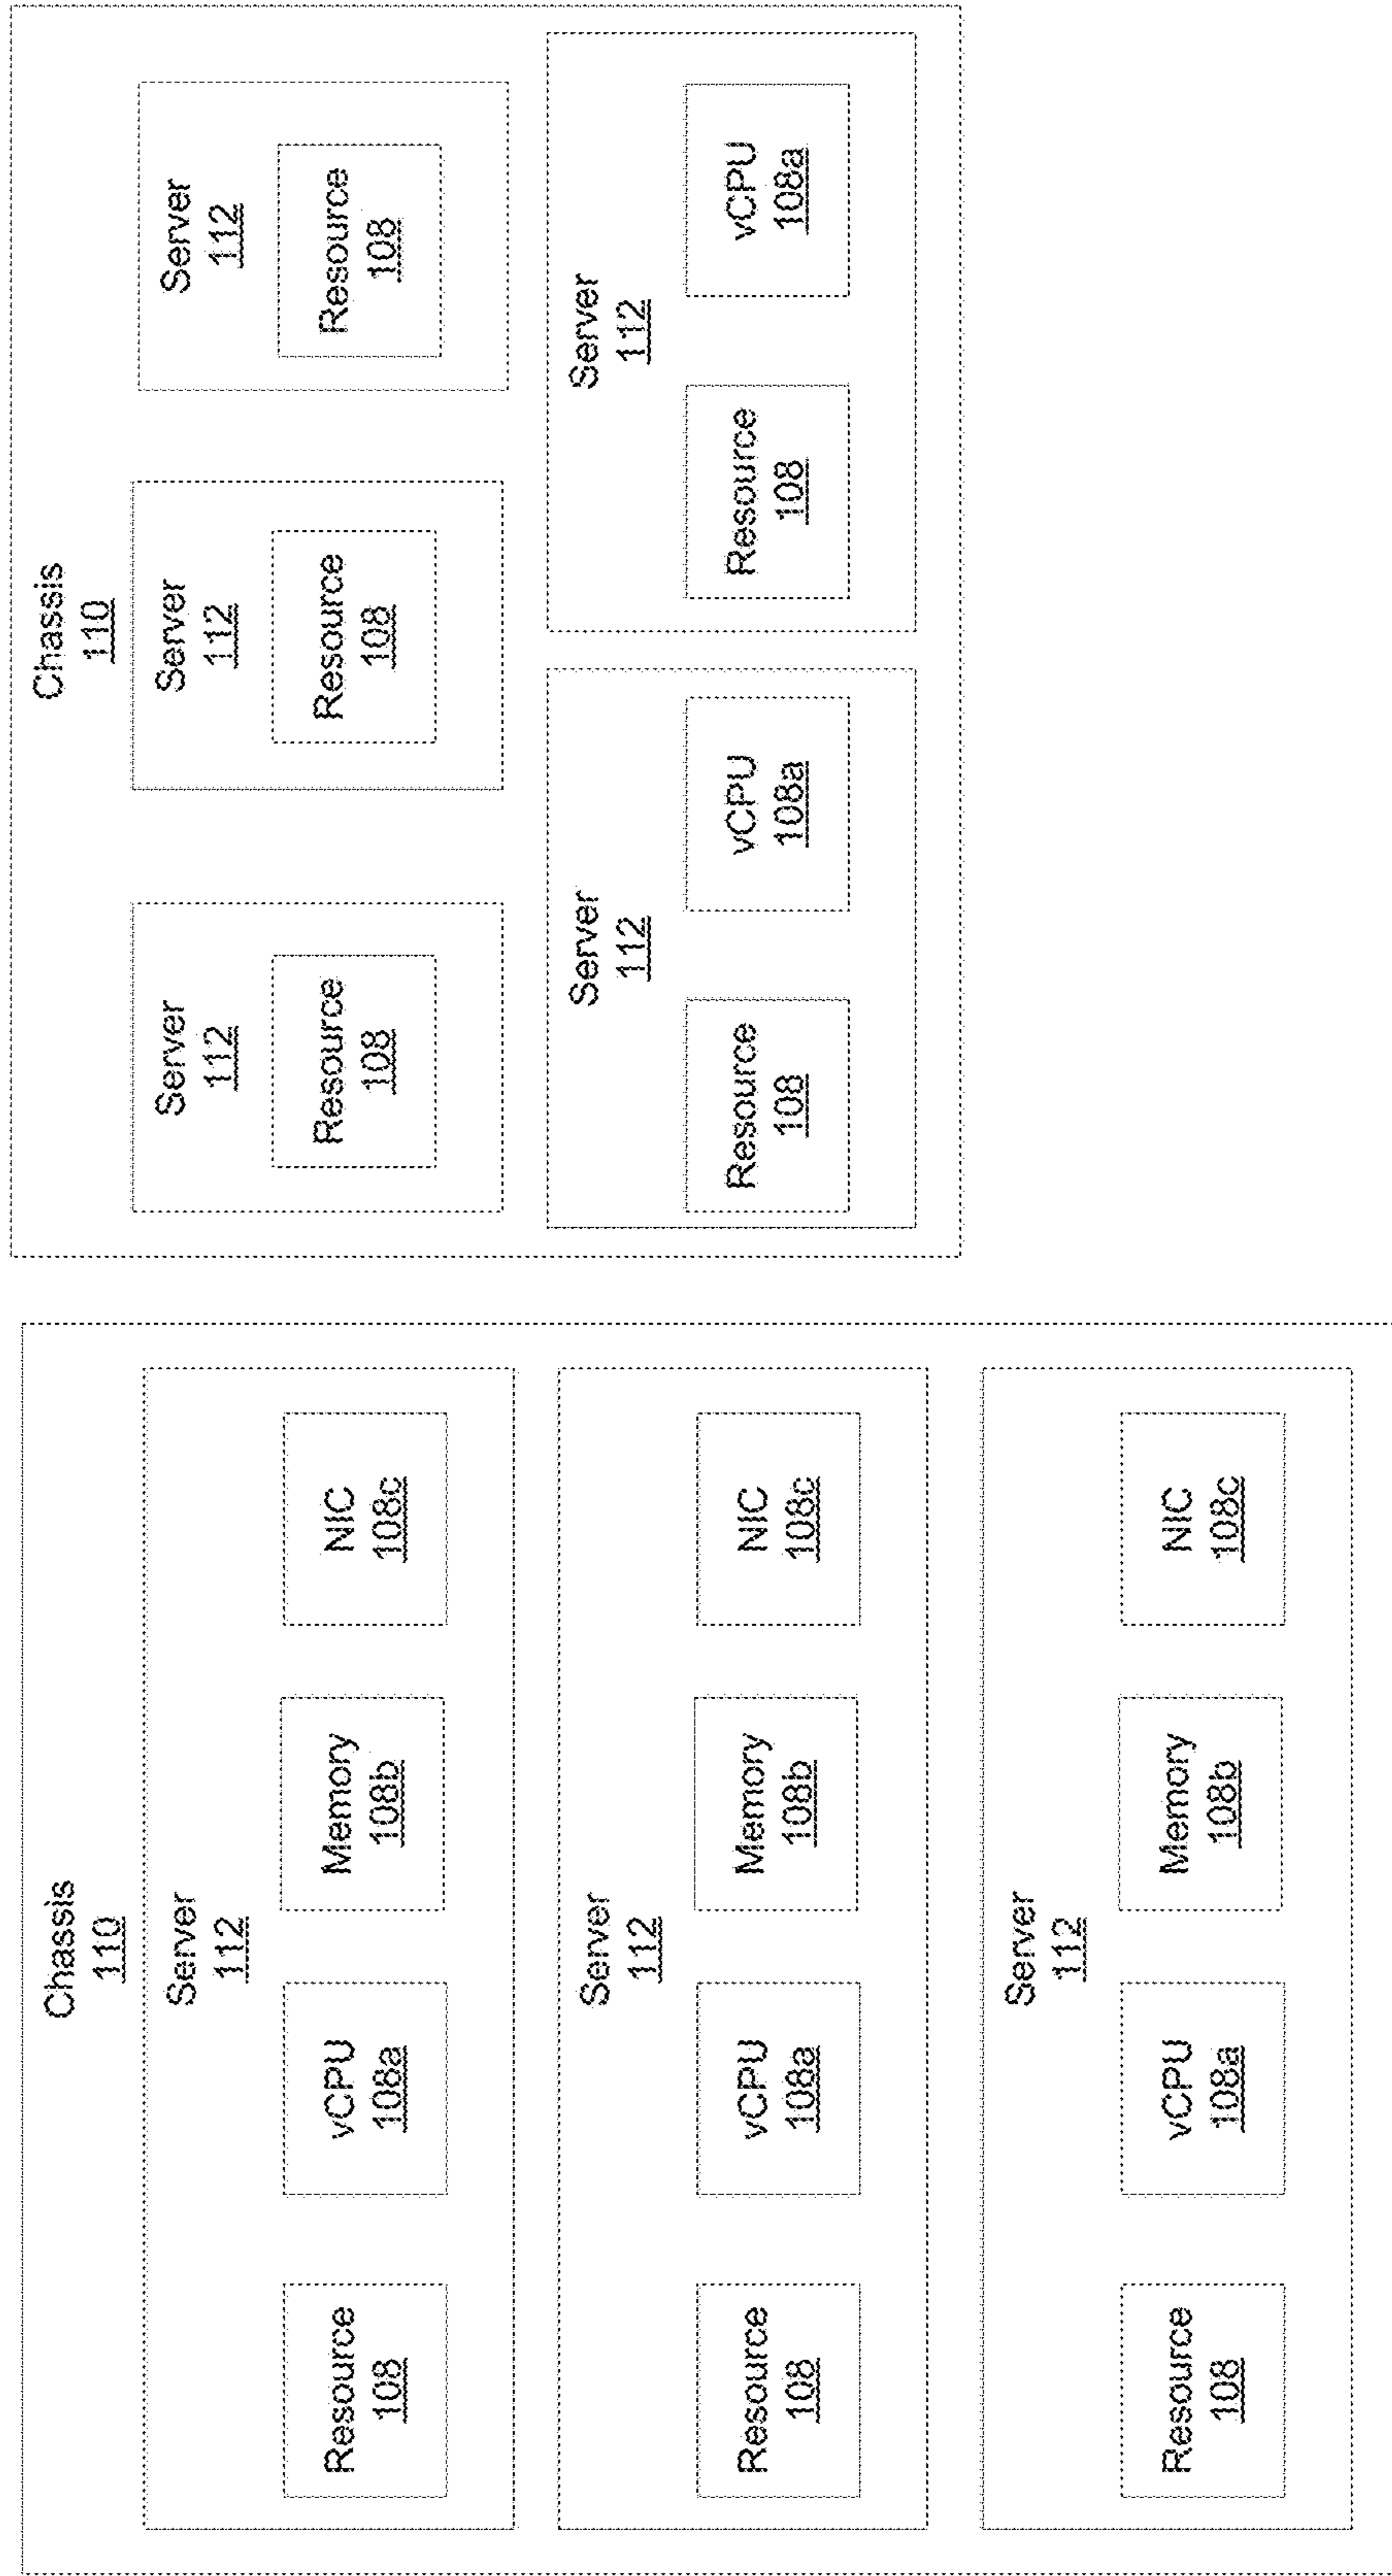 Chassis
110
Server
112
Resource
108
vCPU
108a
Memory
108b
NIC
108c
Server
112
Resource
108
vCPU
108a
Memory
108b
NIC
108c
Server
112
Resource
108
vCPU
108a
Memory
108b
NIC
108c
Chassis
110
Server
112
Resource
108
Server
112
Resource
108
Server
112
Resource
108
Server
112
Resource
108
vCPU
108a
Server
112
Resource
108
vCPU
108a